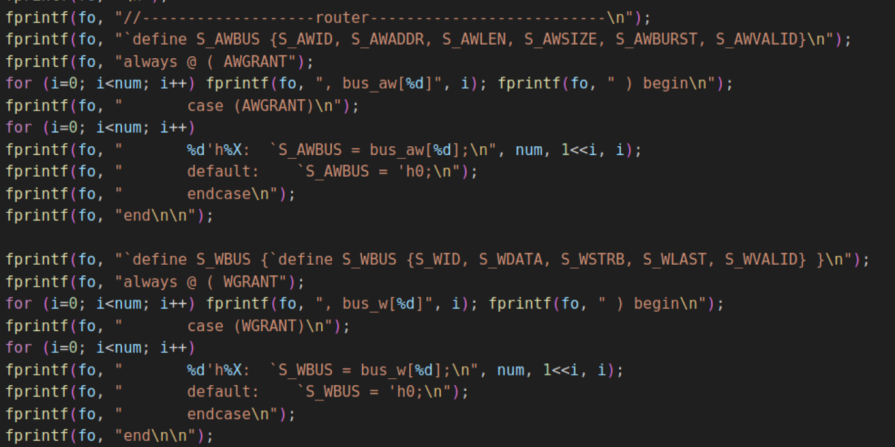 fprintf(fo, "//-------------------router--------------------------\n");
fprintf(fo, "`define S_AWBUS {S_AWID, S_AWADDR, S_AWLEN, S_AWSIZE, S_AWBURST, S_AWVALID}\n");
fprintf(fo, "always @ ( AWGRANT");
for (i=0; i<num; i++) fprintf(fo, ", bus_aw[%d]", i); fprintf(fo, " ) begin\n");
fprintf(fo, "       case (AWGRANT)\n");
for (i=0; i<num; i++)
fprintf(fo, "       %d'h%X:  `S_AWBUS = bus_aw[%d];\n", num, 1<<i, i);
fprintf(fo, "       default:    `S_AWBUS = 'h0;\n");
fprintf(fo, "       endcase\n");
fprintf(fo, "end\n\n");
fprintf(fo, "`define S_WBUS {`define S_WBUS {S_WID, S_WDATA, S_WSTRB, S_WLAST, S_WVALID} }\n");
fprintf(fo, "always @ ( WGRANT");
for (i=0; i<num; i++) fprintf(fo, ", bus_w[%d]", i); fprintf(fo, " ) begin\n");
fprintf(fo, "       case (WGRANT)\n");
for (i=0; i<num; i++)
fprintf(fo, "       %d'h%X:  `S_WBUS = bus_w[%d];\n", num, 1<<i, i);
fprintf(fo, "       default:    `S_WBUS = 'h0;\n");
fprintf(fo, "       endcase\n");
fprintf(fo, "end\n\n");